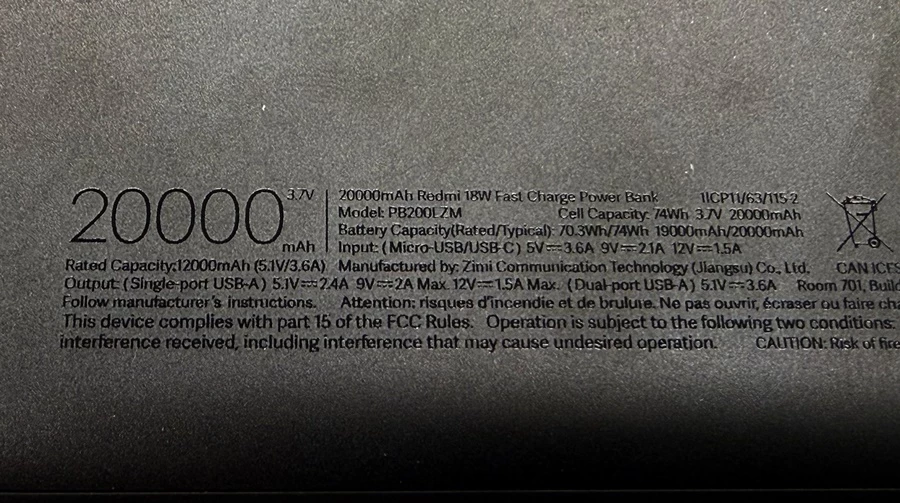 20000 mAh 3.7V
20000mAh Redmi 18W Fast Charge Power Bank 1ICP11/63/115-2
Model: PB200LZM Cell Capacity: 74Wh 3.7V 20000mAh
Battery Capacity(Rated/Typical): 70.3Wh/74Wh 19000mAh/20000mAh
Input: (Micro-USB/USB-C) 5V⎓3.6A 9V⎓2.1A 12V⎓1.5A
Rated Capacity:12000mAh (5.1V/3.6A) Manufactured by: Zimi Communication Technology (Jiangsu) Co., Ltd. CAN ICES
Output: (Single-port USB-A) 5.1V⎓2.4A 9V⎓2A Max. 12V⎓1.5A Max. (Dual-port USB-A) 5.1V⎓3.6A Room 701, Build
Follow manufacturer's instructions. Attention: risques d'incendie et de brulure. Ne pas ouvrir, écraser ou faire cha
This device complies with part 15 of the FCC Rules. Operation is subject to the following two conditions:
interference received, including interference that may cause undesired operation. CAUTION: Risk of fire